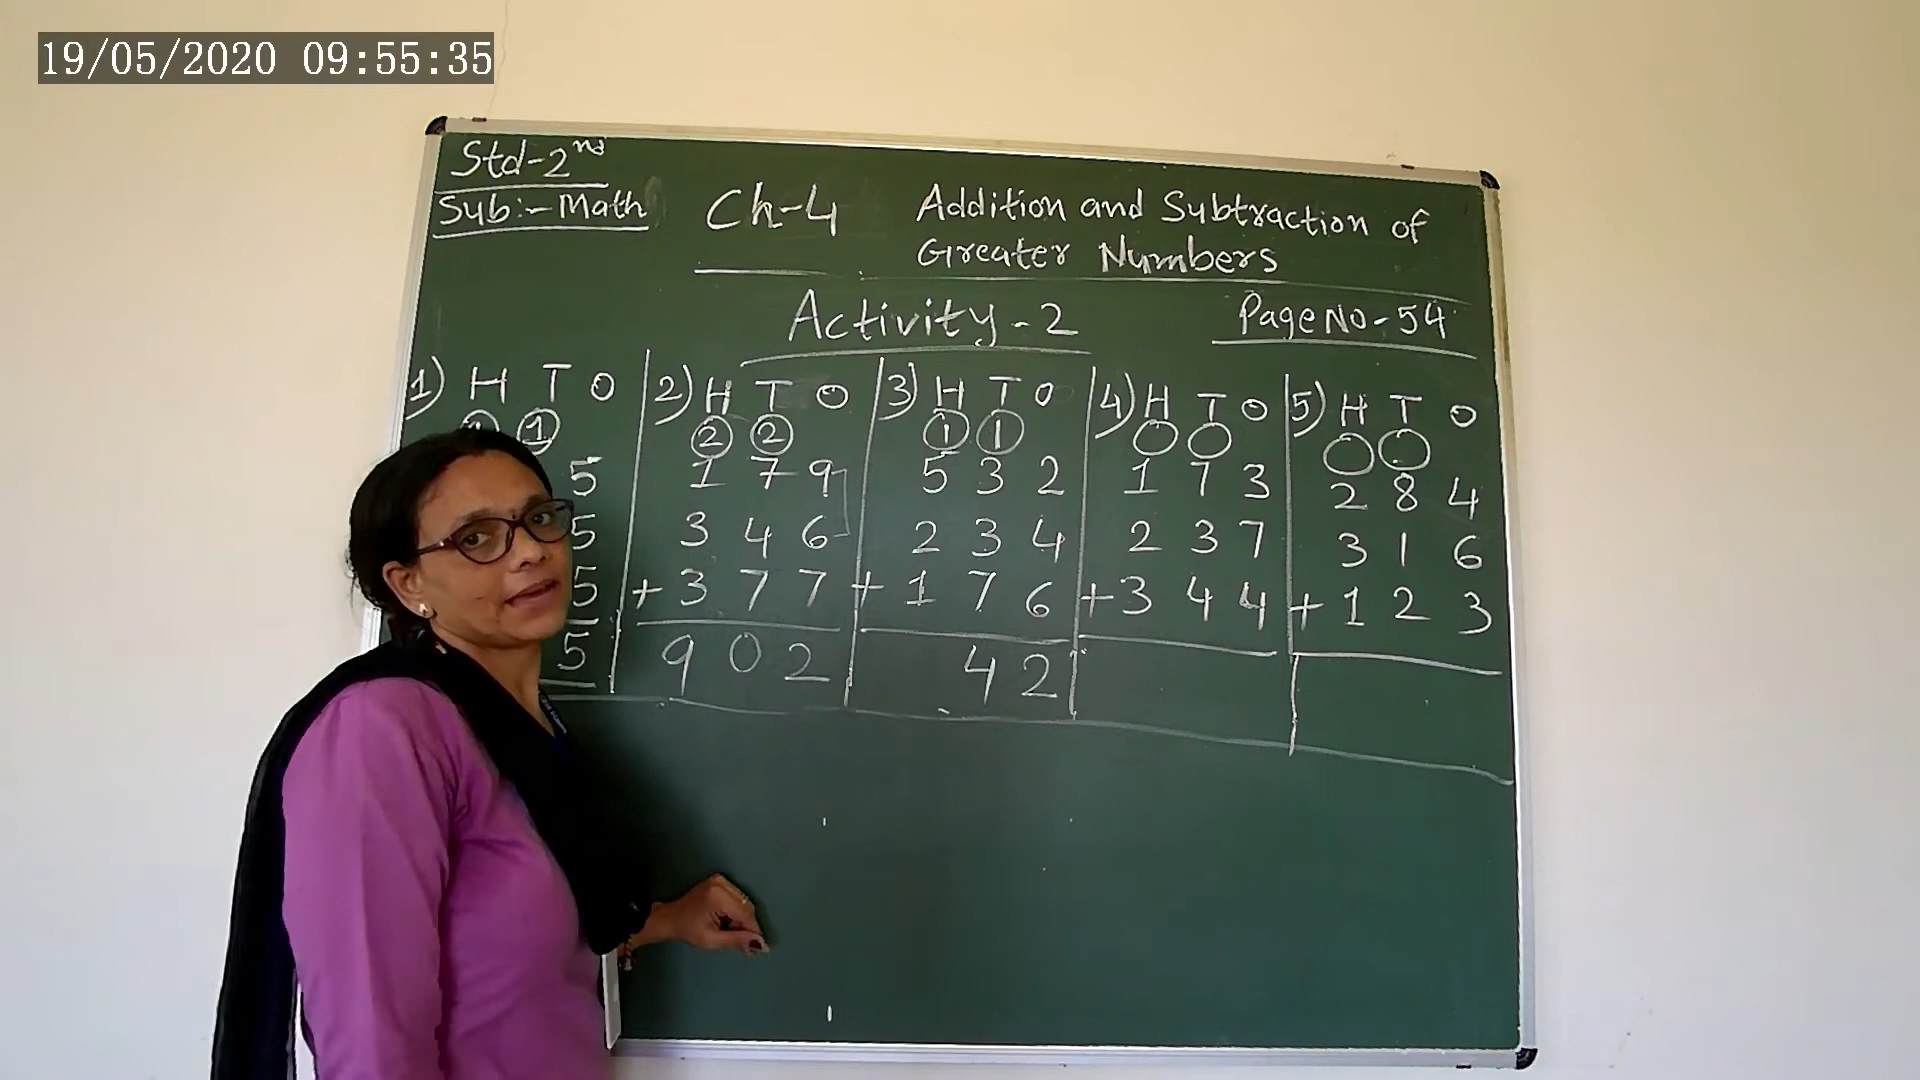 19/05/2020 09:55:35
Std-2nd
Sub:- Math
Ch-4 Addition and Subtraction of
Greater Numbers
Activity-2 Page No-54
1) H T O 2) H T O 3) H T O 4) H T O 5) H T O
1 2 2 1 1
5 1 7 9 5 3 2 1 7 3 2 8 4
5 3 4 6 2 3 4 2 3 7 3 1 6
5 + 3 7 7 + 1 7 6 + 3 4 4 + 1 2 3
5 9 0 2 4 2